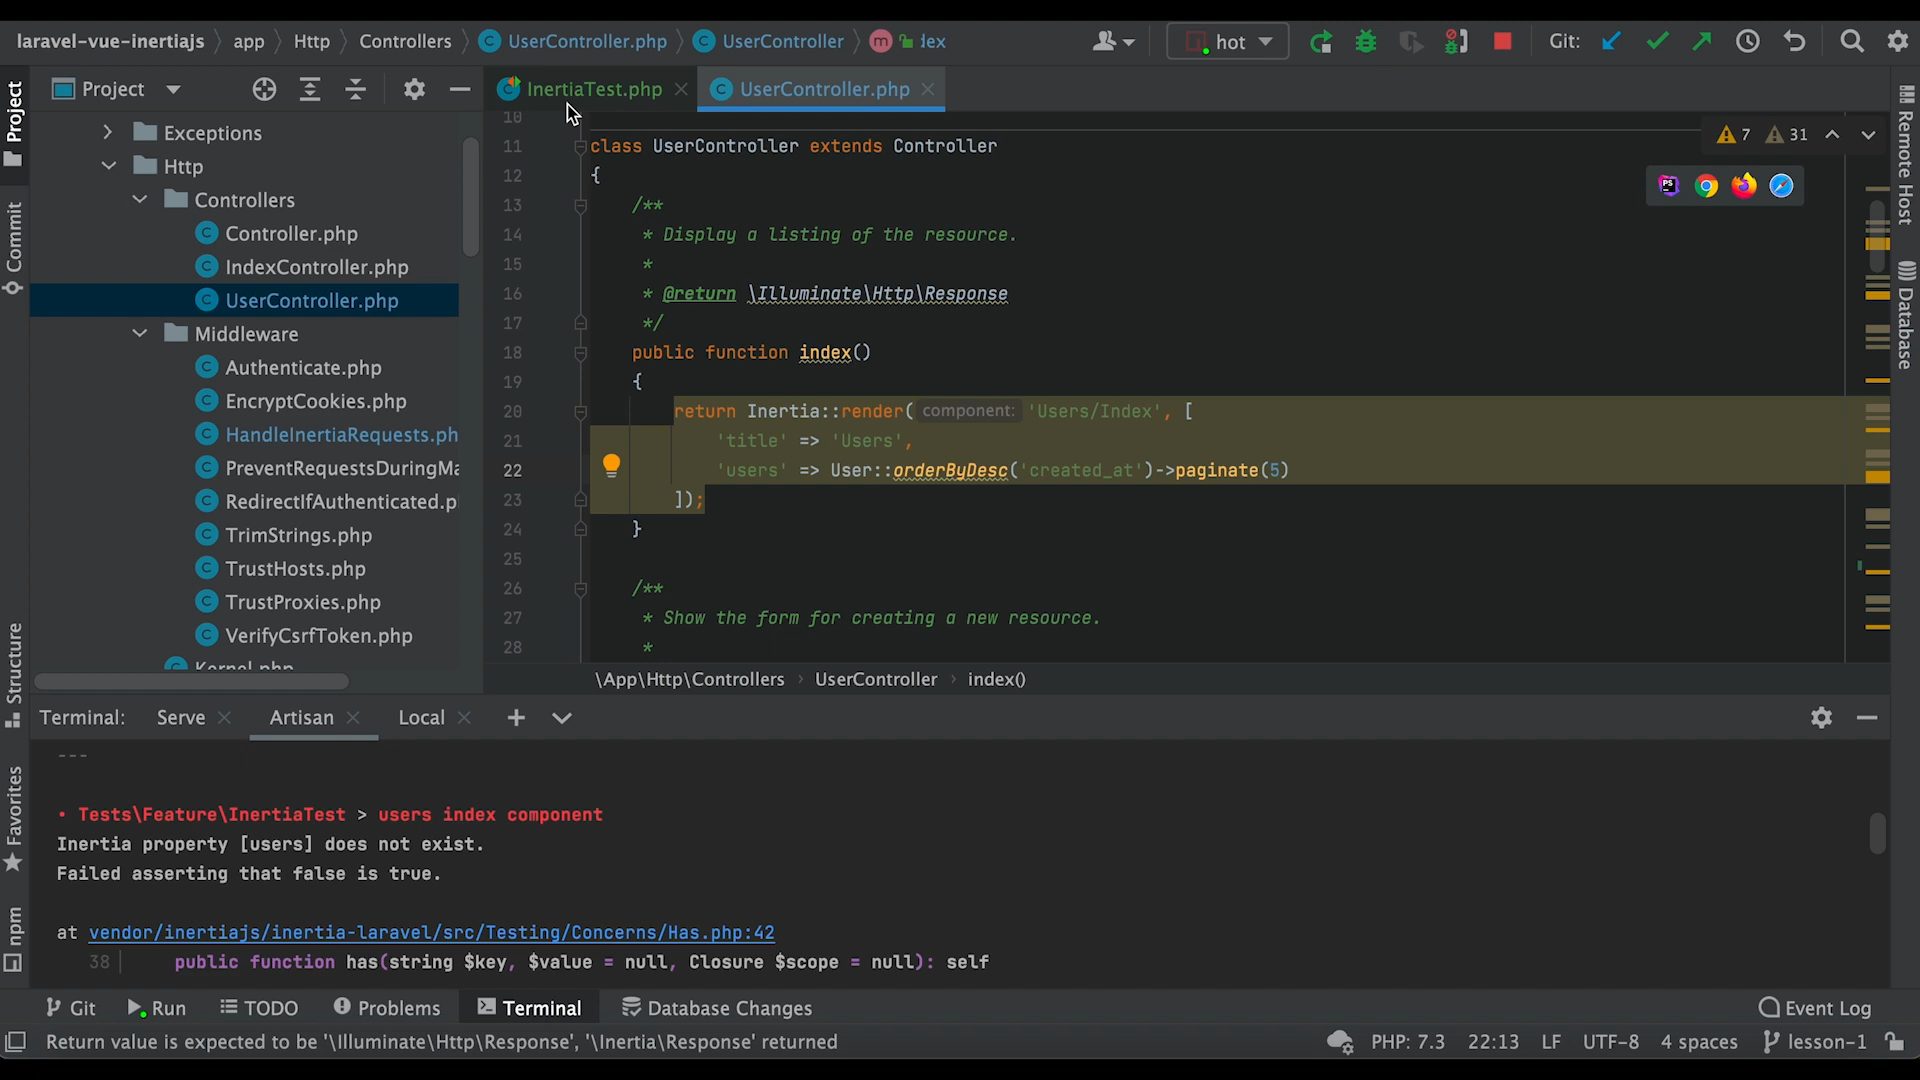 laravel-vue-inertiajs app Http Controllers UserController.php UserController dex hot Git:
Project
InertiaTest.php UserController.php
Exceptions
Http
Controllers
Controller.php
IndexController.php
UserController.php
Middleware
Authenticate.php
EncryptCookies.php
HandleInertiaRequests.ph
PreventRequestsDuringMa
RedirectIfAuthenticated.p
TrimStrings.php
TrustHosts.php
TrustProxies.php
VerifyCsrfToken.php
Kernel.php
7 31
10
11 class UserController extends Controller
12 {
13 /**
14 * Display a listing of the resource.
15 *
16 * @return \Illuminate\Http\Response
17 */
18 public function index()
19 {
20 return Inertia::render( component: 'Users/Index', [
21 'title' => 'Users',
22 'users' => User::orderByDesc('created_at')->paginate(5)
23 ]);
24 }
25
26 /**
27 * Show the form for creating a new resource.
28 *
\App\Http\Controllers UserController index()
Project
Commit
Structure
Favorites
npm
Remote Host
Database
Terminal: Serve Artisan Local
---
• Tests\Feature\InertiaTest > users index component
Inertia property [users] does not exist.
Failed asserting that false is true.
at vendor/inertiajs/inertia-laravel/src/Testing/Concerns/Has.php:42
38| public function has(string $key, $value = null, Closure $scope = null): self
Git Run TODO Problems Terminal Database Changes Event Log
Return value is expected to be '\Illuminate\Http\Response', '\Inertia\Response' returned PHP: 7.3 22:13 LF UTF-8 4 spaces lesson-1